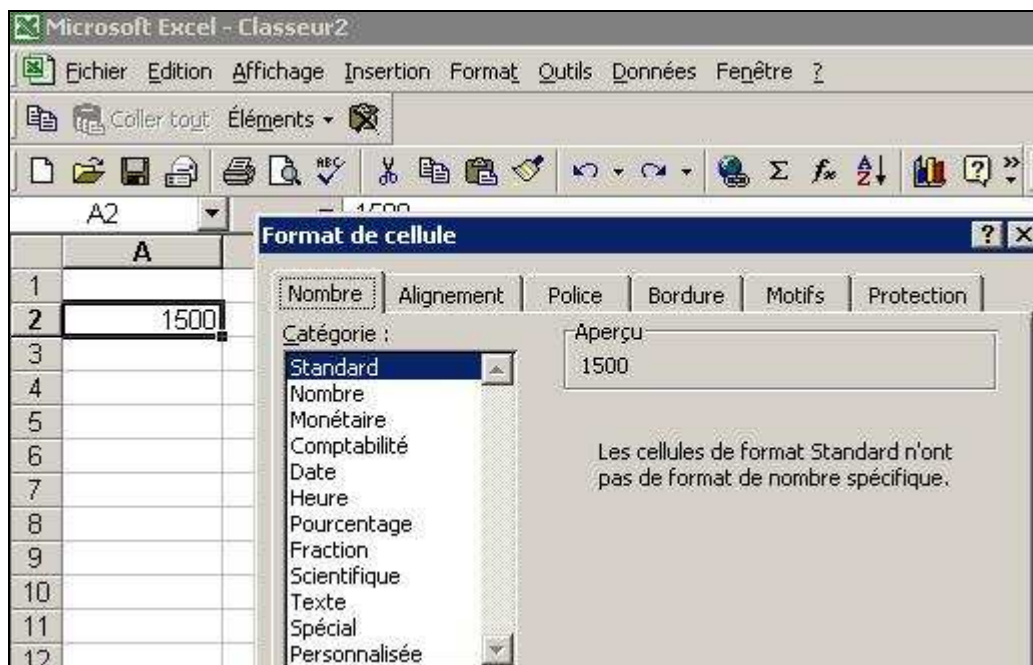 Microsoft Excel - Classeur2
Fichier Edition Affichage Insertion Format Outils Données Fenêtre ?
Coller tout Éléments
ABC Σ fx A Z ?
A2 = 1500
Format de cellule ? X
A
Nombre Alignement Police Bordure Motifs Protection
1
2 1500
3
4
5
6
7
8
9
10
11
12
Catégorie :
Standard
Nombre
Monétaire
Comptabilité
Date
Heure
Pourcentage
Fraction
Scientifique
Texte
Spécial
Personnalisée
Aperçu
1500
Les cellules de format Standard n'ont
pas de format de nombre spécifique.